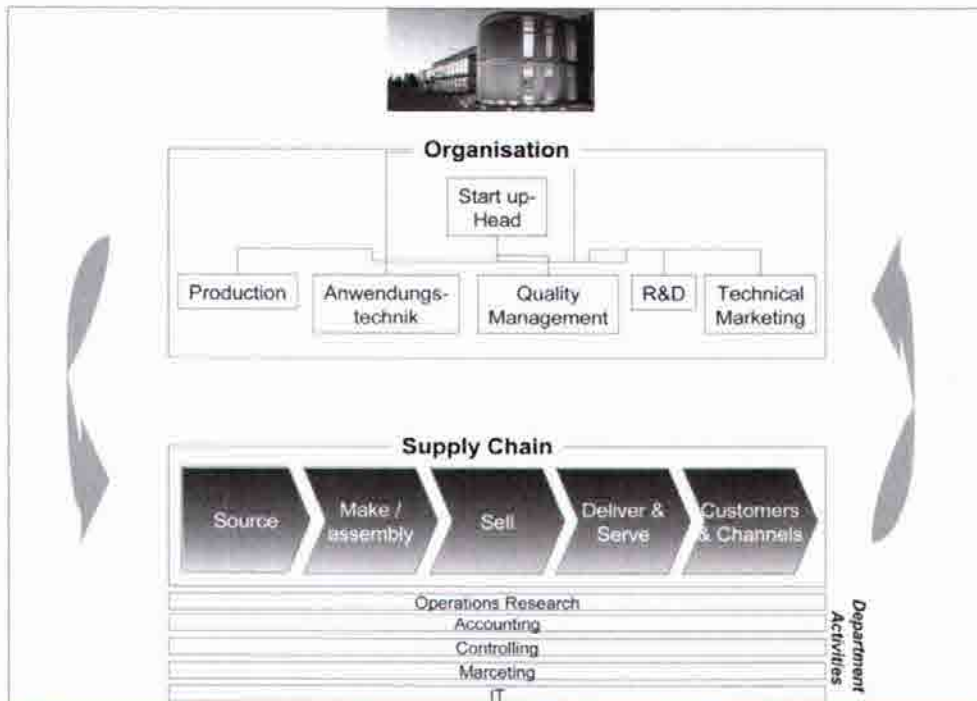 Organisation
Start up-
Head
Production
Anwendungs-
technik
Quality
Management
R&D
Technical
Marketing
Supply Chain
Source
Make /
assembly
Sell
Deliver &
Serve
Customers
& Channels
Operations Research
Accounting
Controlling
Marceting
IT
Department
Activities